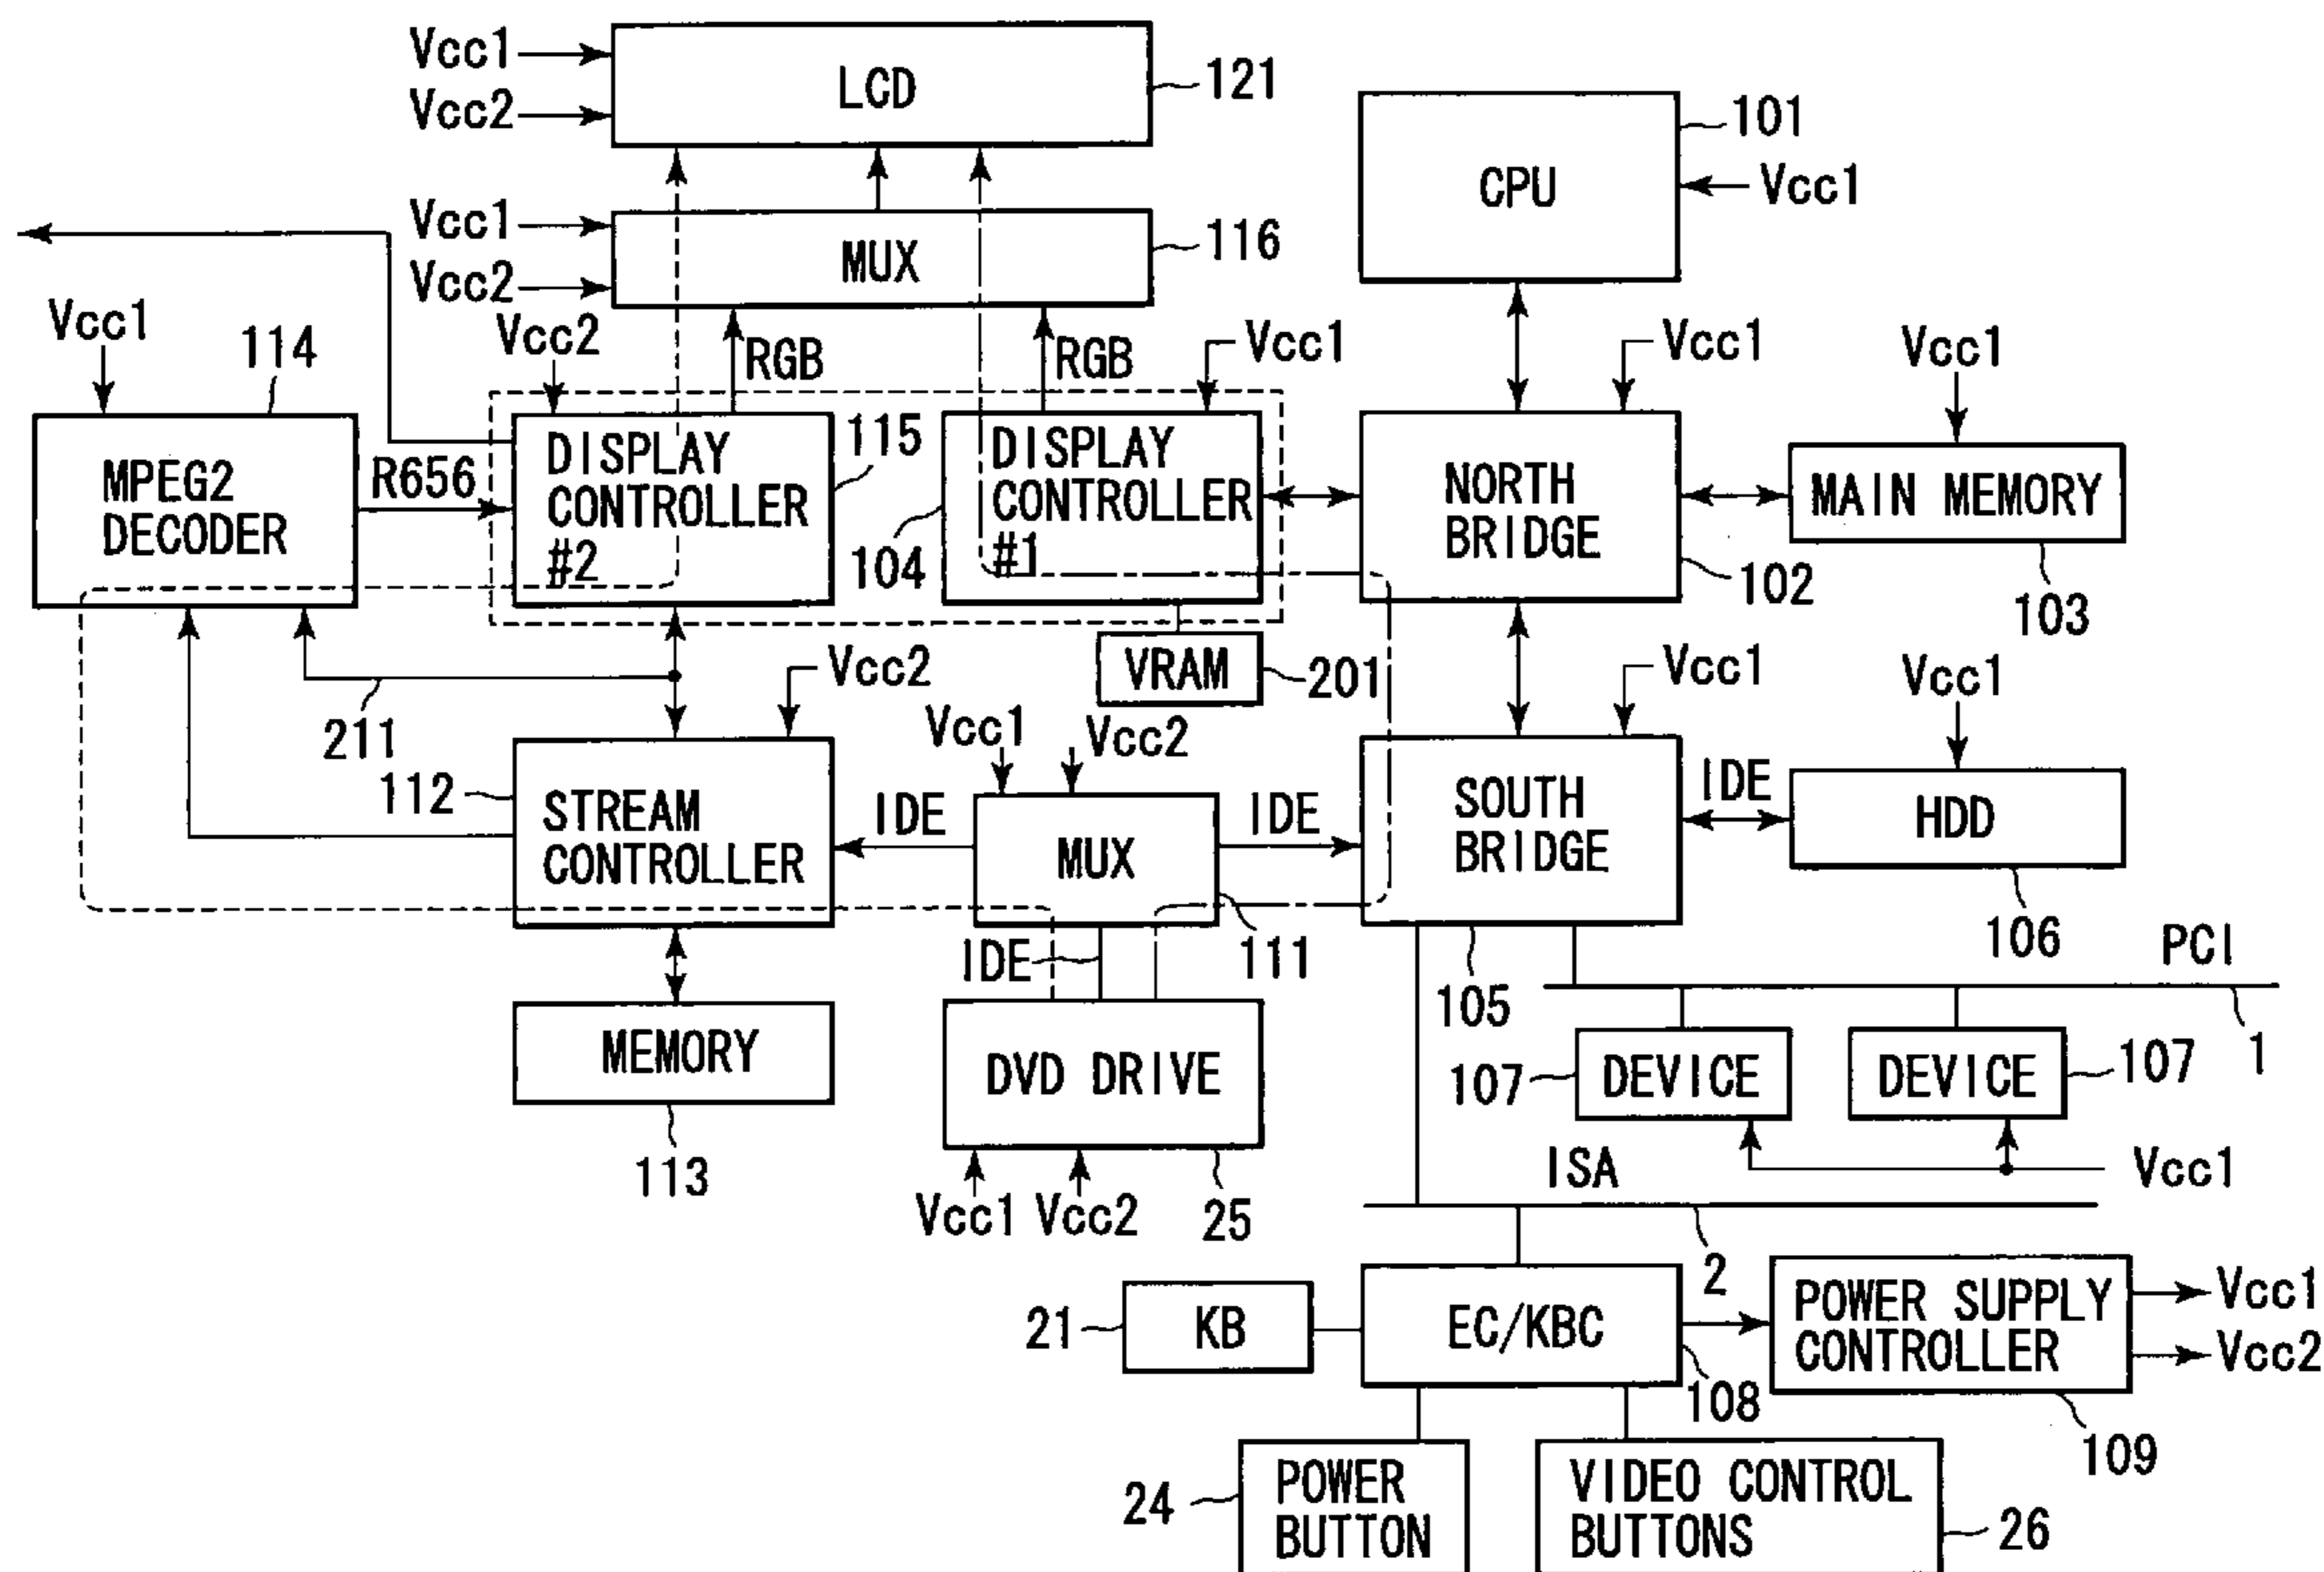 Vcc1
Vcc2
LCD
121
CPU
101
Vcc1
Vcc1
Vcc2
MUX
116
Vcc1
114
Vcc2
RGB
RGB
Vcc1
Vcc1
Vcc1
MPEG2
DECODER
R656
DISPLAY
CONTROLLER
#2
115
104
DISPLAY
CONTROLLER
#1
NORTH
BRIDGE
102
MAIN MEMORY
103
VRAM
201
211
Vcc2
Vcc1
Vcc1
112
STREAM
CONTROLLER
IDE
Vcc1
Vcc2
MUX
111
IDE
SOUTH
BRIDGE
105
IDE
HDD
106
IDE
MEMORY
113
DVD DRIVE
25
Vcc1
Vcc2
PCI
1
107
DEVICE
DEVICE
107
Vcc1
ISA
2
21
KB
EC/KBC
108
POWER SUPPLY
CONTROLLER
109
Vcc1
Vcc2
24
POWER
BUTTON
VIDEO CONTROL
BUTTONS
26